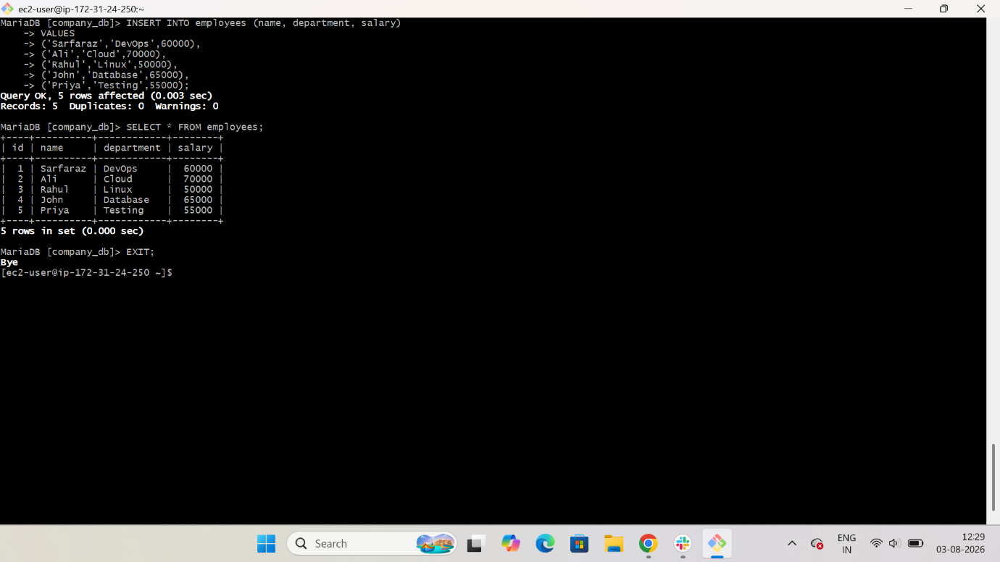 ec2-user@ip-172-31-24-250:~
MariaDB [company_db]> INSERT INTO employees (name, department, salary)
    -> VALUES
    -> ('Sarfaraz','DevOps',60000),
    -> ('Ali','Cloud',70000),
    -> ('Rahul','Linux',50000),
    -> ('John','Database',65000),
    -> ('Priya','Testing',55000);
Query OK, 5 rows affected (0.003 sec)
Records: 5  Duplicates: 0  Warnings: 0
MariaDB [company_db]> SELECT * FROM employees;
+----+----------+------------+--------+
| id | name     | department | salary |
+----+----------+------------+--------+
|  1 | Sarfaraz | DevOps     |  60000 |
|  2 | Ali      | Cloud      |  70000 |
|  3 | Rahul    | Linux      |  50000 |
|  4 | John     | Database   |  65000 |
|  5 | Priya    | Testing    |  55000 |
+----+----------+------------+--------+
5 rows in set (0.000 sec)
MariaDB [company_db]> EXIT;
Bye
[ec2-user@ip-172-31-24-250 ~]$
Search
ENG
IN
12:29
03-08-2026